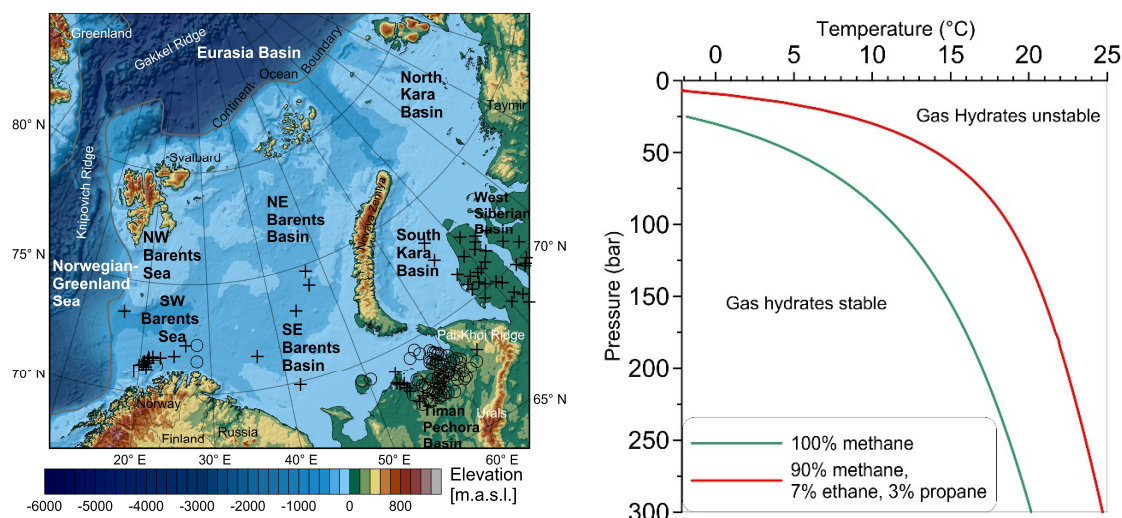 Greenland
Gakkel Ridge
Eurasia Basin
Continent Ocean Boundary
North
Kara
Basin
Taymir
80° N
Svalbard
Knipovich Ridge
NE
Barents
Basin
Novaya Zemlya
West
Siberian
Basin
NW
Barents
Sea
South
Kara
Basin
70° N
75° N
Norwegian-
Greenland
Sea
SW
Barents
Sea
SE
Barents
Basin
Pai-Khoi Ridge
70° N
65° N
Norway
Finland
Russia
Timan
Pechora
Basin
Urals
20° E
30° E
40° E
50° E
60° E
Elevation
[m.a.s.l.]
-6000
-5000
-4000
-3000
-2000
-1000
0
800
Temperature (°C)
0
5
10
15
20
25
Pressure (bar)
0
50
100
150
200
250
300
Gas Hydrates unstable
Gas hydrates stable
100% methane
90% methane,
7% ethane, 3% propane